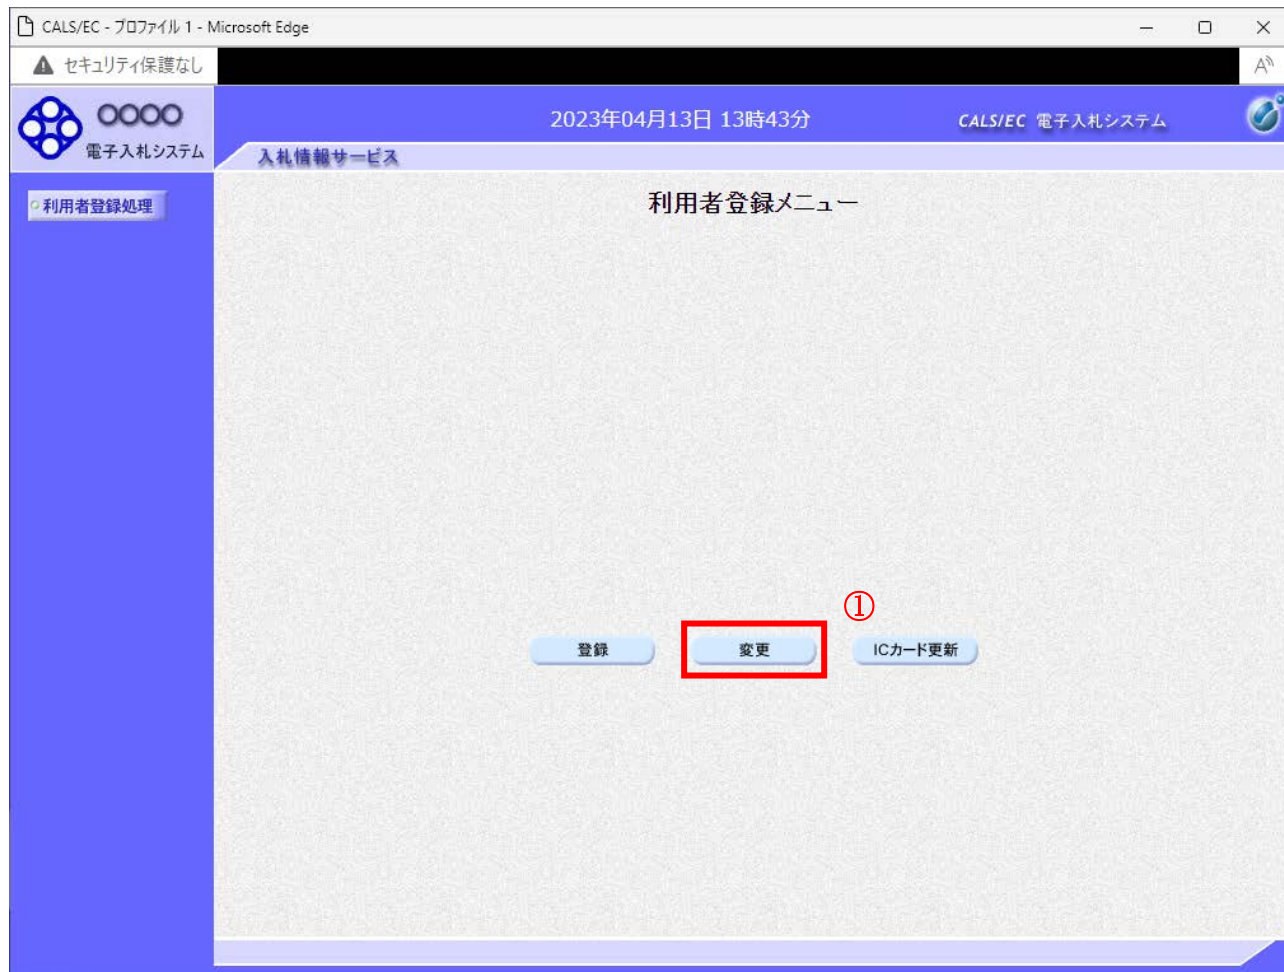 CALS/EC - プロファイル 1 - Microsoft Edge
セキュリティ保護なし
○○○○
電子入札システム
2023年04月13日 13時43分
CALS/EC 電子入札システム
入札情報サービス
利用者登録処理
利用者登録メニュー
①
登録 変更 ICカード更新